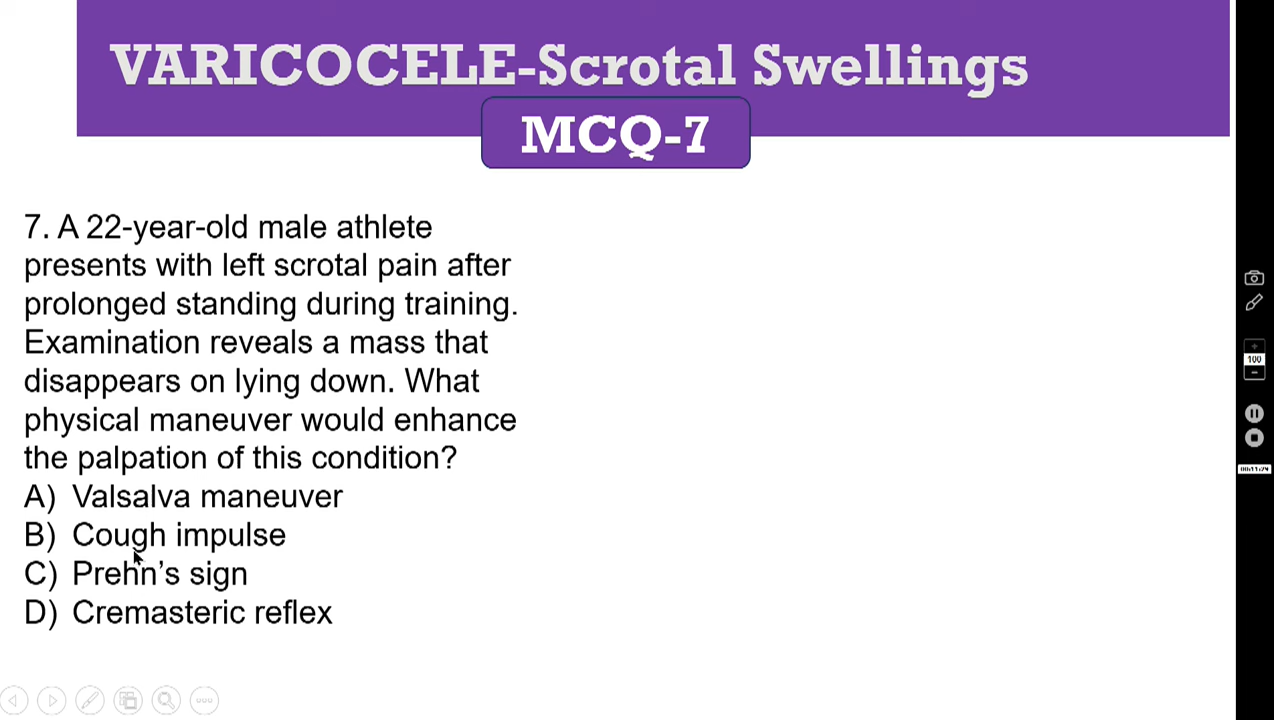 VARICOCELE-Scrotal Swellings
MCQ-7
7. A 22-year-old male athlete
presents with left scrotal pain after
prolonged standing during training.
Examination reveals a mass that
disappears on lying down. What
physical maneuver would enhance
the palpation of this condition?
A) Valsalva maneuver
B) Cough impulse
C) Prehn’s sign
D) Cremasteric reflex
100